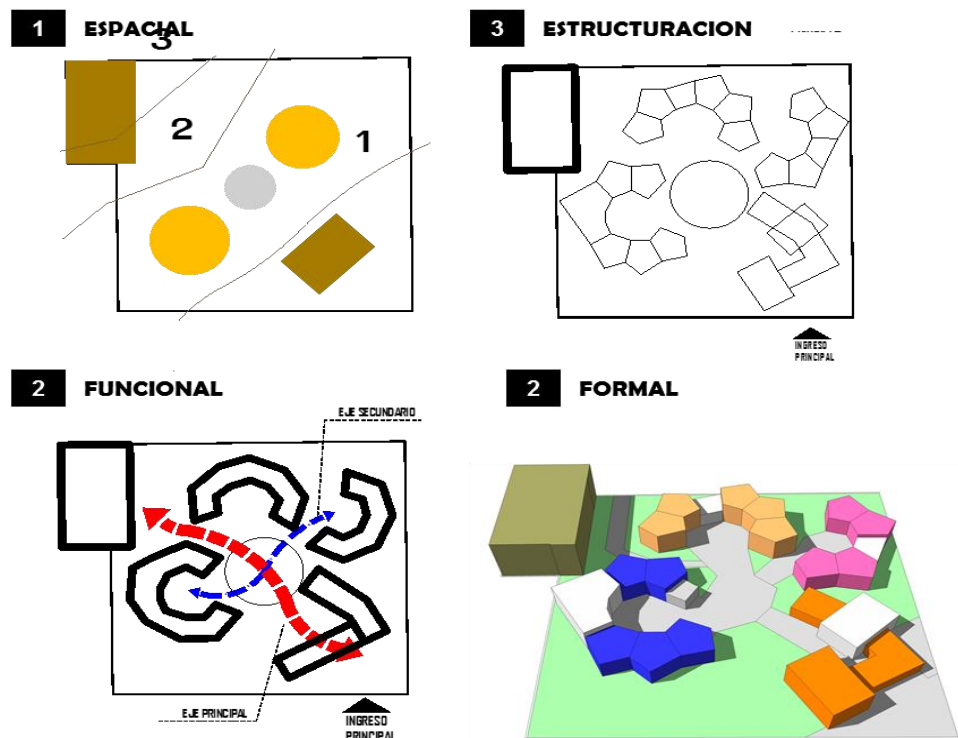 1 ESPACIAL
3
2
1
3 ESTRUCTURACION
INGRESO
PRINCIPAL
2 FUNCIONAL
EJE SECUNDARIO
EJE PRINCIPAL
INGRESO
PRINCIPAL
2 FORMAL